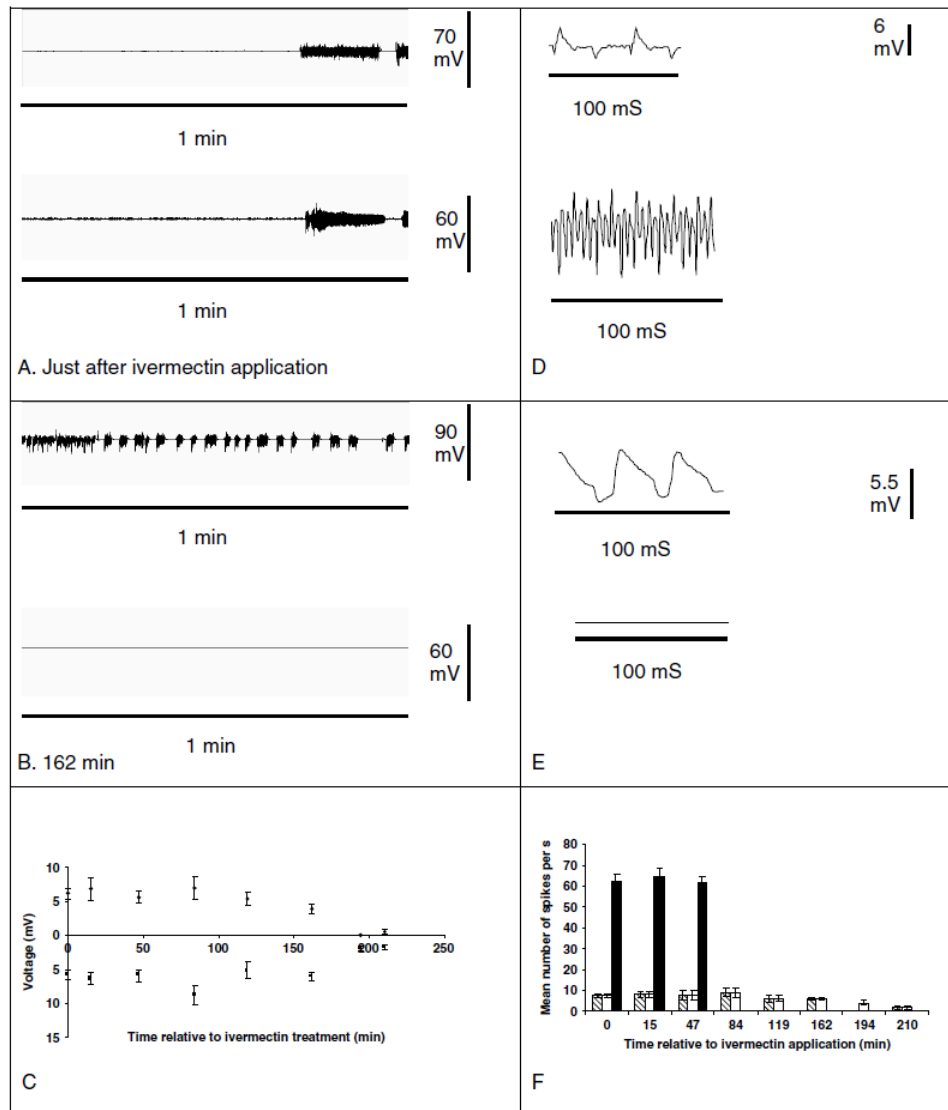 70
mV
1 min
60
mV
1 min
A. Just after ivermectin application
6
mV
100 mS
100 mS
D
90
mV
1 min
60
mV
1 min
B. 162 min
5.5
mV
100 mS
100 mS
E
10
5
0
5
10
15
0 50 100 150 200 250
Voltage (mV)
Time relative to ivermectin treatment (min)
C
80
70
60
50
40
30
20
10
0
0 15 47 84 119 162 194 210
Mean number of spikes per s
Time relative to ivermectin application (min)
F